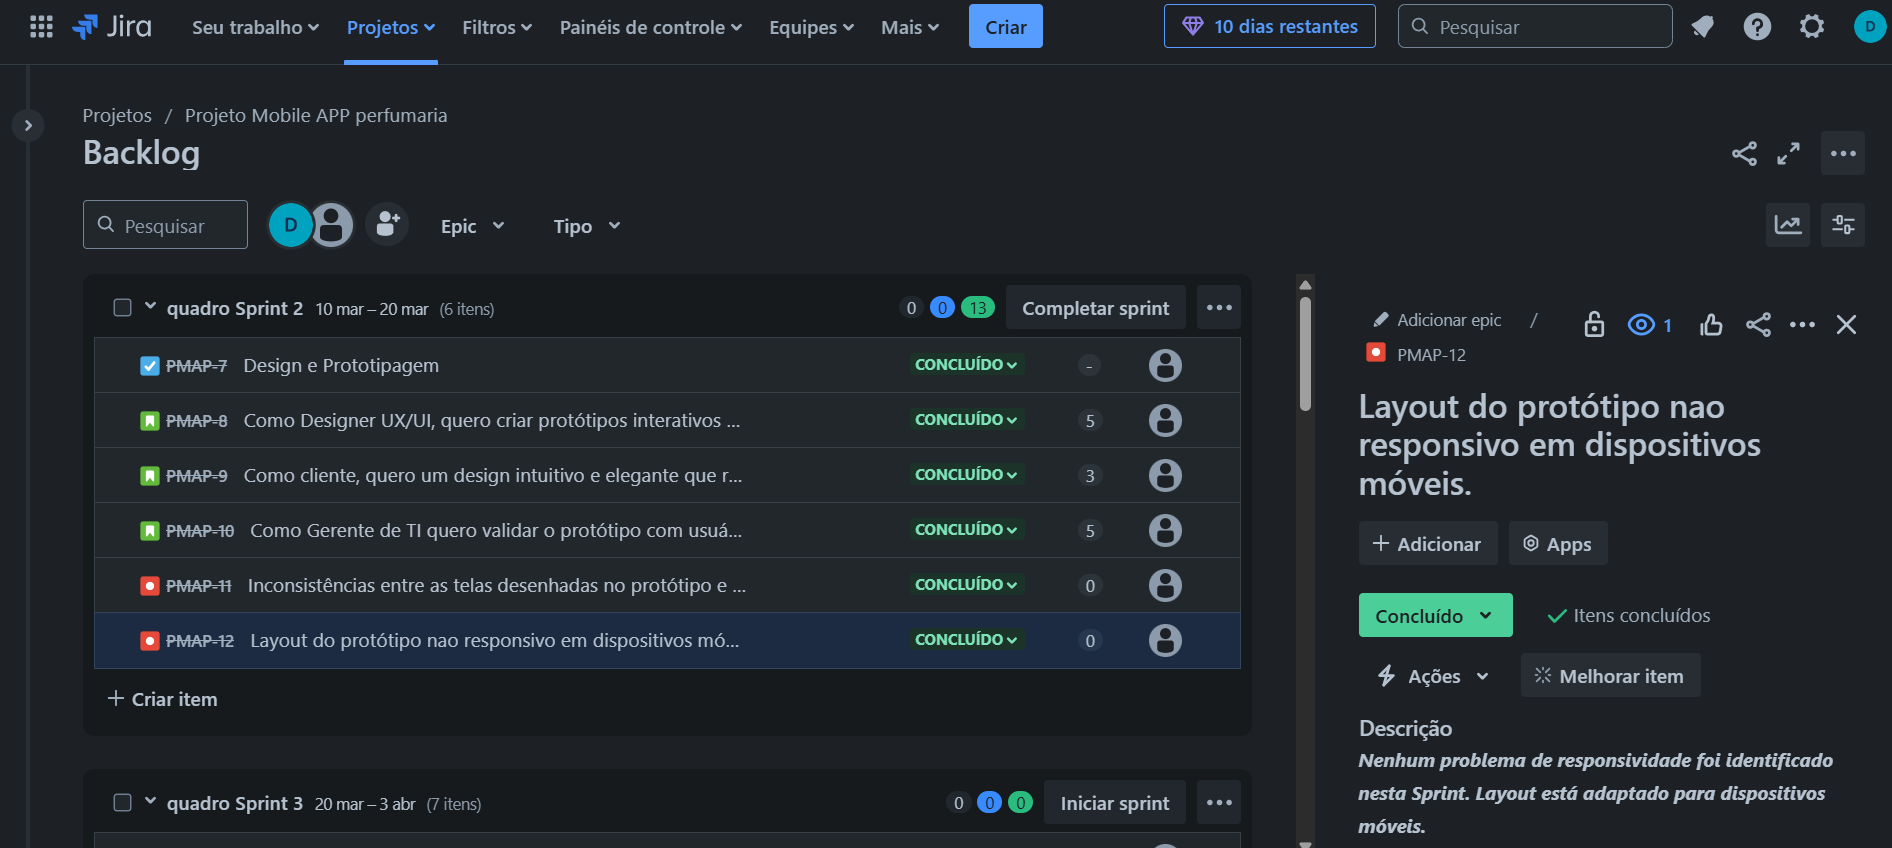 Jira
Seu trabalho
Projetos
Filtros
Painéis de controle
Equipes
Mais
Criar
10 dias restantes
Pesquisar
D
Projetos / Projeto Mobile APP perfumaria
Backlog
Pesquisar
D
Epic
Tipo
quadro Sprint 2 10 mar – 20 mar (6 itens)
0 0 13
Completar sprint
PMAP-7 Design e Prototipagem CONCLUÍDO -
PMAP-8 Como Designer UX/UI, quero criar protótipos interativos ... CONCLUÍDO 5
PMAP-9 Como cliente, quero um design intuitivo e elegante que r... CONCLUÍDO 3
PMAP-10 Como Gerente de TI quero validar o protótipo com usuá... CONCLUÍDO 5
PMAP-11 Inconsistências entre as telas desenhadas no protótipo e ... CONCLUÍDO 0
PMAP-12 Layout do protótipo nao responsivo em dispositivos mó... CONCLUÍDO 0
+ Criar item
quadro Sprint 3 20 mar – 3 abr (7 itens)
0 0 0
Iniciar sprint
Adicionar epic /
1
PMAP-12
Layout do protótipo nao
responsivo em dispositivos
móveis.
+ Adicionar
Apps
Concluído
Itens concluídos
Ações
Melhorar item
Descrição
Nenhum problema de responsividade foi identificado
nesta Sprint. Layout está adaptado para dispositivos
móveis.